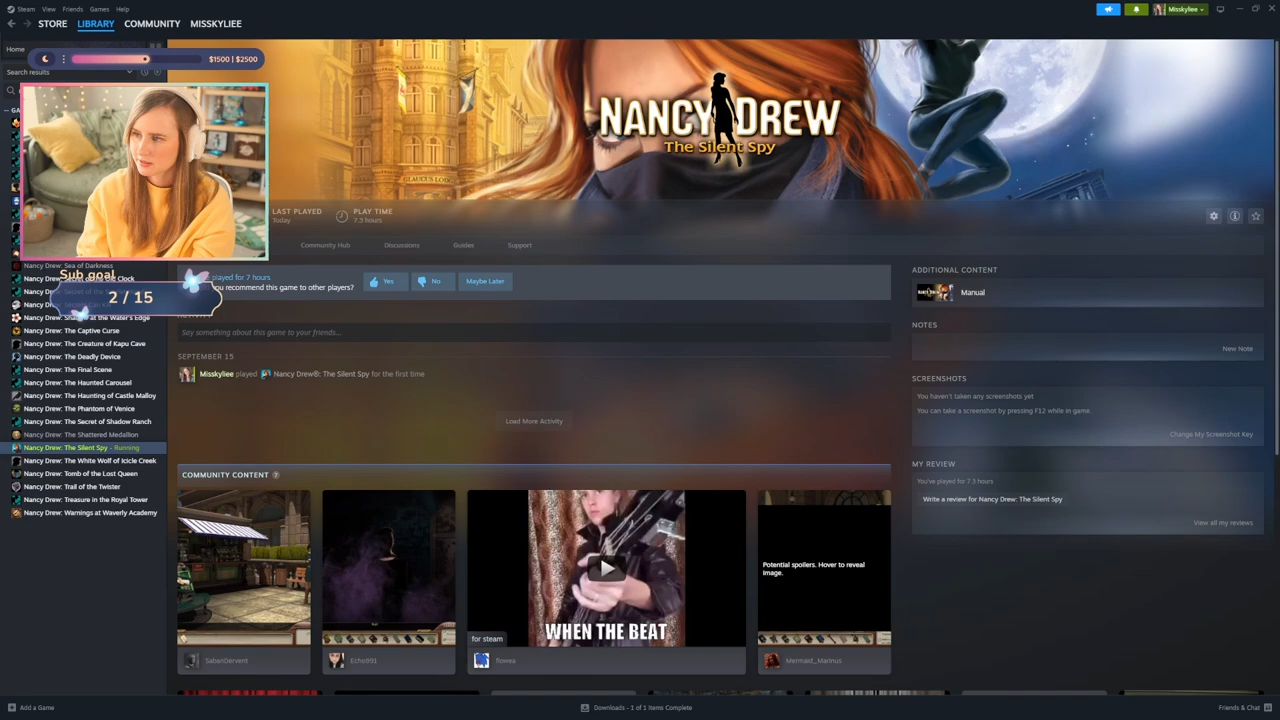 Steam View Friends Games Help
Misskyliee
STORE LIBRARY COMMUNITY MISSKYLIEE
Home
$1500 | $2500
Search results
GLAUCUS LODGE
NANCY DREW
The Silent Spy
LAST PLAYED
Today
PLAY TIME
7.3 hours
Community Hub Discussions Guides Support
played for 7 hours
you recommend this game to other players?
Yes No Maybe Later
Say something about this game to your friends...
SEPTEMBER 15
Misskyliee played Nancy Drew®: The Silent Spy for the first time
Load More Activity
COMMUNITY CONTENT ?
Potential spoilers. Hover to reveal
image.
for steam
WHEN THE BEAT
SabanDervent
Echo991
flowea
Mermaid_Marinus
ADDITIONAL CONTENT
Manual
NOTES
New Note
SCREENSHOTS
You haven't taken any screenshots yet
You can take a screenshot by pressing F12 while in game.
Change My Screenshot Key
MY REVIEW
You've played for 7.3 hours
Write a review for Nancy Drew: The Silent Spy
View all my reviews
Nancy Drew: Sea of Darkness
Sub goal
2 / 15
Nancy Drew: The Captive Curse
Nancy Drew: The Creature of Kapu Cave
Nancy Drew: The Deadly Device
Nancy Drew: The Final Scene
Nancy Drew: The Haunted Carousel
Nancy Drew: The Haunting of Castle Malloy
Nancy Drew: The Phantom of Venice
Nancy Drew: The Secret of Shadow Ranch
Nancy Drew: The Shattered Medallion
Nancy Drew: The Silent Spy - Running
Nancy Drew: The White Wolf of Icicle Creek
Nancy Drew: Tomb of the Lost Queen
Nancy Drew: Trail of the Twister
Nancy Drew: Treasure in the Royal Tower
Nancy Drew: Warnings at Waverly Academy
Add a Game
Downloads - 1 of 1 Items Complete
Friends & Chat